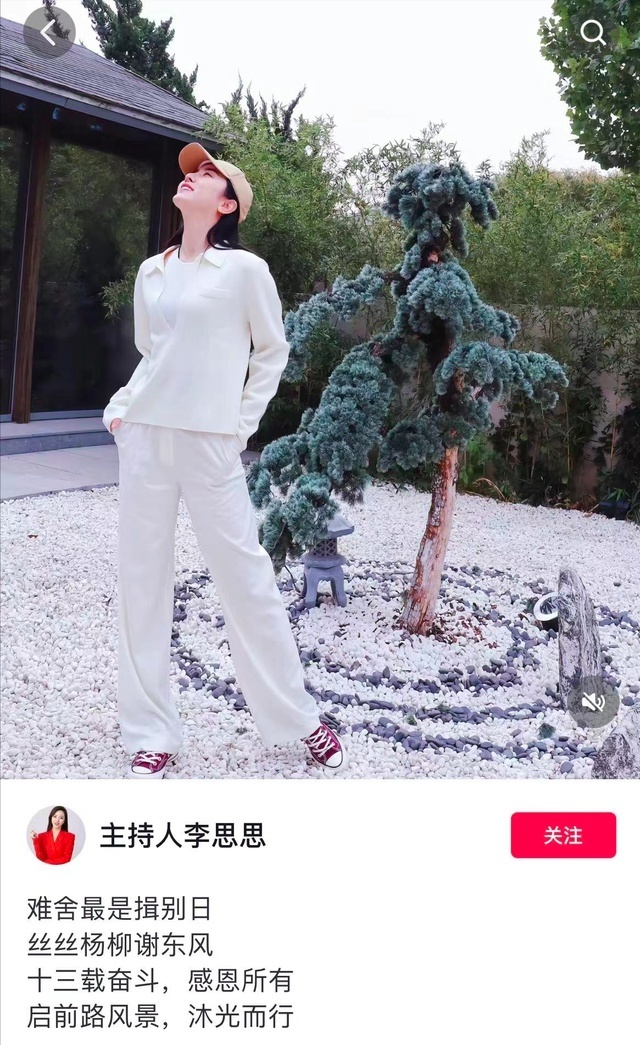 主持人李思思
关注
难舍最是揖别日
丝丝杨柳谢东风
十三载奋斗，感恩所有
启前路风景，沐光而行